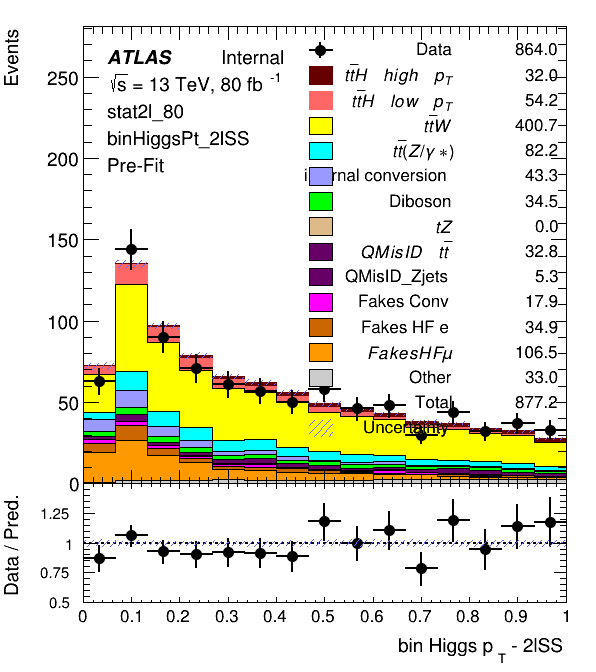 Events
ATLAS Internal
√s = 13 TeV, 80 fb -1
stat2l_80
binHiggsPt_2lSS
Pre-Fit
Data 864.0
tt̄H high pT 32.0
tt̄H low pT 54.2
tt̄W 400.7
tt̄(Z/γ*) 82.2
internal conversion 43.3
Diboson 34.5
tZ 0.0
QMisID tt̄ 32.8
QMisID_Zjets 5.3
Fakes Conv 17.9
Fakes HF e 34.9
FakesHFμ 106.5
Other 33.0
Total 877.2
Uncertainty
250
200
150
100
50
0
Data / Pred.
1.25
1
0.75
0.5
0 0.1 0.2 0.3 0.4 0.5 0.6 0.7 0.8 0.9 1
bin Higgs p T - 2lSS